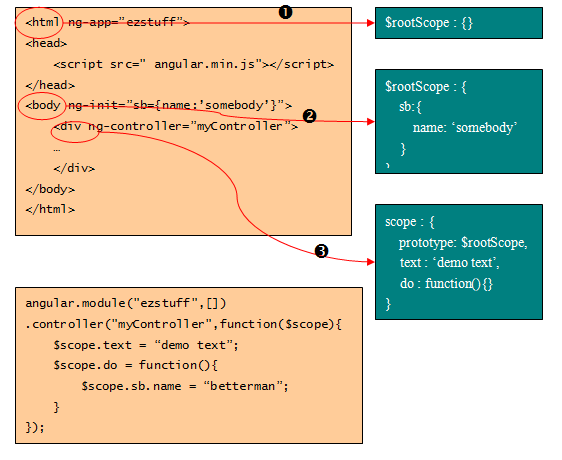 ❶
<html ng-app="ezstuff">
<head>
<script src=" angular.min.js"></script>
</head>
<body ng-init="sb={name:’somebody’}">
❷
<div ng-controller="myController">
…
</div>
</body>
</html>
❸
$rootScope : {}
$rootScope : {
sb:{
name: ‘somebody’
}
}
scope : {
prototype: $rootScope,
text : ‘demo text’,
do : function(){}
}
angular.module("ezstuff",[])
.controller("myController",function($scope){
$scope.text = “demo text”;
$scope.do = function(){
$scope.sb.name = “betterman”;
}
});